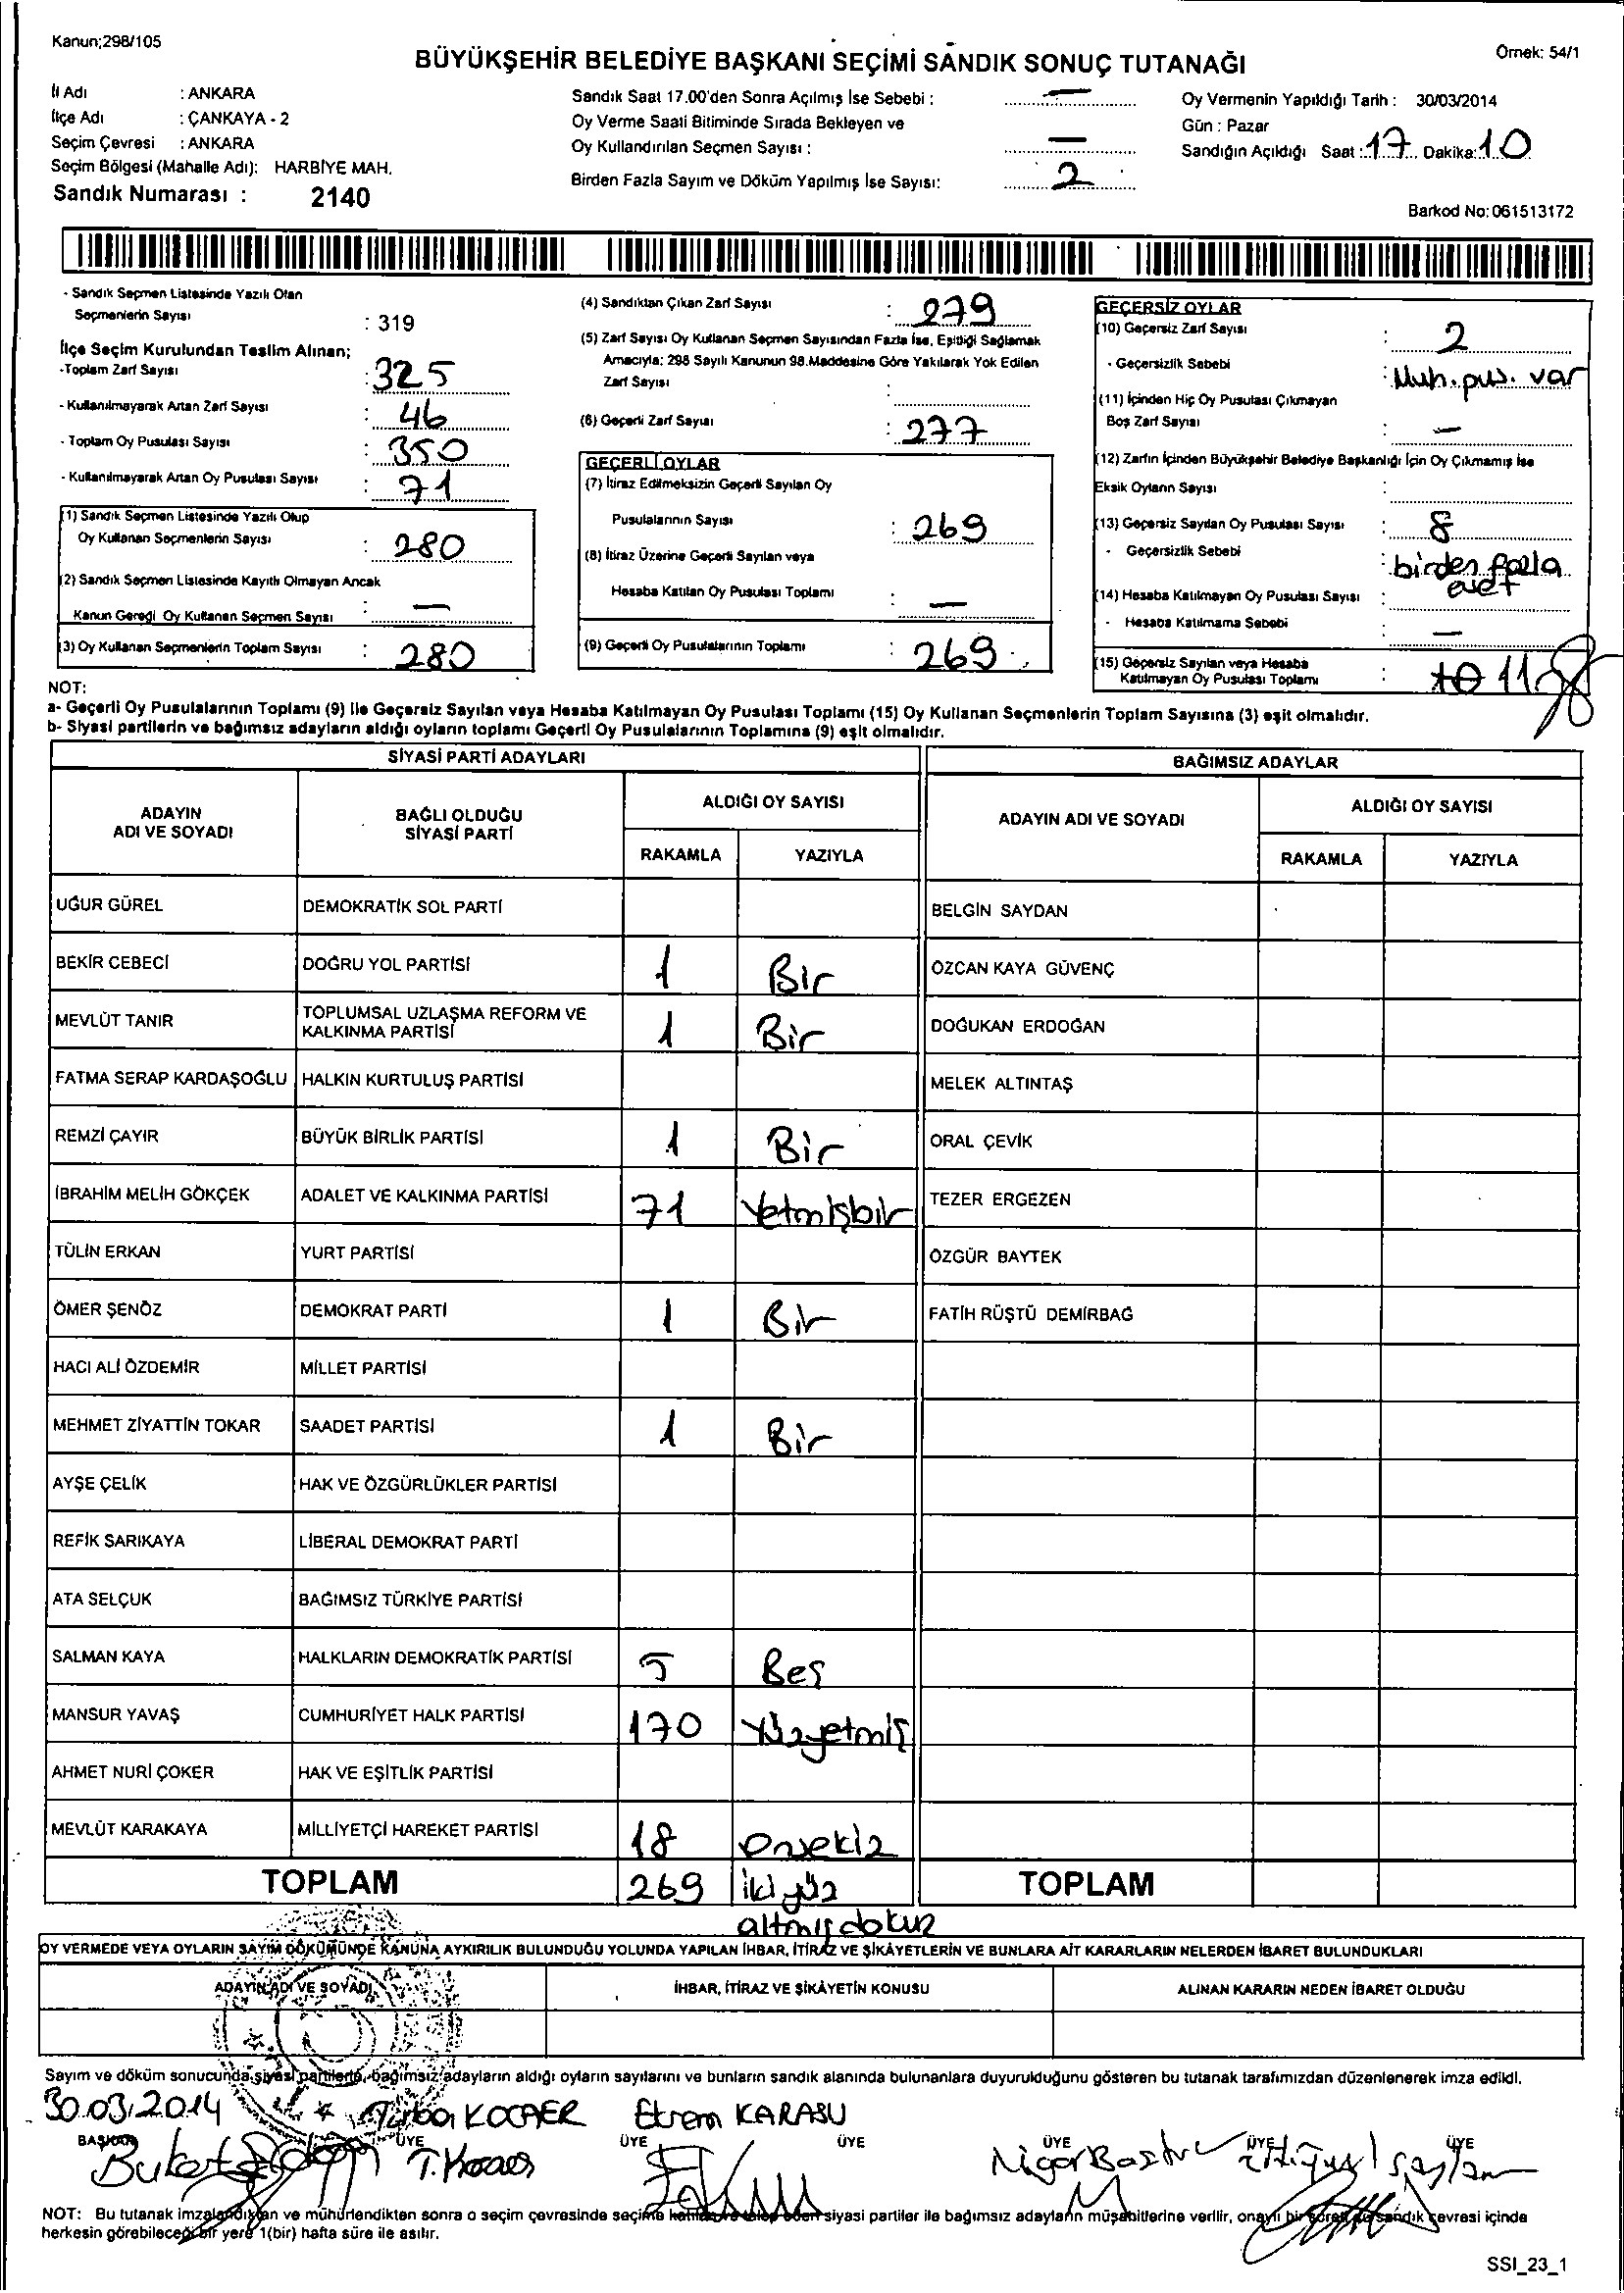 Kanun;298/105
Örnek: 54/1
BÜYÜKŞEHİR BELEDİYE BAŞKANI SEÇİMİ SANDIK SONUÇ TUTANAĞI
İl Adı : ANKARA
İlçe Adı : ÇANKAYA - 2
Seçim Çevresi : ANKARA
Seçim Bölgesi (Mahalle Adı): HARBİYE MAH.
Sandık Numarası : 2140
Sandık Saat 17.00'den Sonra Açılmış İse Sebebi : —
Oy Verme Saati Bitiminde Sırada Bekleyen ve
Oy Kullandırılan Seçmen Sayısı : —
Birden Fazla Sayım ve Döküm Yapılmış İse Sayısı: 2
Oy Vermenin Yapıldığı Tarih : 30/03/2014
Gün : Pazar
Sandığın Açıldığı Saat : 17 Dakika: 10
Barkod No: 061513172
- Sandık Seçmen Listesinde Yazılı Olan
Seçmenlerin Sayısı : 319
İlçe Seçim Kurulundan Teslim Alınan;
-Toplam Zarf Sayısı : 325
- Kullanılmayarak Artan Zarf Sayısı : 46
- Toplam Oy Pusulası Sayısı : 350
- Kullanılmayarak Artan Oy Pusulası Sayısı : 71
(1) Sandık Seçmen Listesinde Yazılı Olup
Oy Kullanan Seçmenlerin Sayısı : 280
(2) Sandık Seçmen Listesinde Kayıtlı Olmayan Ancak
Kanun Gereği Oy Kullanan Seçmen Sayısı : —
(3) Oy Kullanan Seçmenlerin Toplam Sayısı : 280
(4) Sandıktan Çıkan Zarf Sayısı : 279
(5) Zarf Sayısı Oy Kullanan Seçmen Sayısından Fazla İse, Eşitliği Sağlamak
Amacıyla; 298 Sayılı Kanunun 98.Maddesine Göre Yakılarak Yok Edilen
Zarf Sayısı :
(6) Geçerli Zarf Sayısı : 277
GEÇERLİ OYLAR
(7) İtiraz Edilmeksizin Geçerli Sayılan Oy
Pusulalarının Sayısı : 269
(8) İtiraz Üzerine Geçerli Sayılan veya
Hesaba Katılan Oy Pusulası Toplamı : —
(9) Geçerli Oy Pusulalarının Toplamı : 269
GEÇERSİZ OYLAR
(10) Geçersiz Zarf Sayısı : 2
- Geçersizlik Sebebi : Muh. pus. var
(11) İçinden Hiç Oy Pusulası Çıkmayan
Boş Zarf Sayısı : —
(12) Zarfın İçinden Büyükşehir Belediye Başkanlığı İçin Oy Çıkmamış İse
Eksik Oyların Sayısı :
(13) Geçersiz Sayılan Oy Pusulası Sayısı : 8
- Geçersizlik Sebebi : birden fazla
evet
(14) Hesaba Katılmayan Oy Pusulası Sayısı :
- Hesaba Katılmama Sebebi : —
(15) Geçersiz Sayılan veya Hesaba
Katılmayan Oy Pusulası Toplamı : 10 11
NOT:
a- Geçerli Oy Pusulalarının Toplamı (9) İle Geçersiz Sayılan veya Hesaba Katılmayan Oy Pusulası Toplamı (15) Oy Kullanan Seçmenlerin Toplam Sayısına (3) eşit olmalıdır.
b- Siyasi partilerin ve bağımsız adayların aldığı oyların toplamı Geçerli Oy Pusulalarının Toplamına (9) eşit olmalıdır.
SİYASİ PARTİ ADAYLARI
BAĞIMSIZ ADAYLAR
ADAYIN ADI VE SOYADI
BAĞLI OLDUĞU SİYASİ PARTİ
ALDIĞI OY SAYISI
RAKAMLA YAZIYLA
ADAYIN ADI VE SOYADI
ALDIĞI OY SAYISI
RAKAMLA YAZIYLA
UĞUR GÜREL DEMOKRATİK SOL PARTİ BELGİN SAYDAN
BEKİR CEBECİ DOĞRU YOL PARTİSİ 1 Bir ÖZCAN KAYA GÜVENÇ
MEVLÜT TANIR TOPLUMSAL UZLAŞMA REFORM VE KALKINMA PARTİSİ 1 Bir DOĞUKAN ERDOĞAN
FATMA SERAP KARDAŞOĞLU HALKIN KURTULUŞ PARTİSİ MELEK ALTINTAŞ
REMZİ ÇAYIR BÜYÜK BİRLİK PARTİSİ 1 Bir ORAL ÇEVİK
İBRAHİM MELİH GÖKÇEK ADALET VE KALKINMA PARTİSİ 71 Yetmişbir TEZER ERGEZEN
TÜLİN ERKAN YURT PARTİSİ ÖZGÜR BAYTEK
ÖMER ŞENÖZ DEMOKRAT PARTİ 1 Bir FATİH RÜŞTÜ DEMİRBAĞ
HACI ALİ ÖZDEMİR MİLLET PARTİSİ
MEHMET ZİYATTİN TOKAR SAADET PARTİSİ 1 Bir
AYŞE ÇELİK HAK VE ÖZGÜRLÜKLER PARTİSİ
REFİK SARIKAYA LİBERAL DEMOKRAT PARTİ
ATA SELÇUK BAĞIMSIZ TÜRKİYE PARTİSİ
SALMAN KAYA HALKLARIN DEMOKRATİK PARTİSİ 5 Beş
MANSUR YAVAŞ CUMHURİYET HALK PARTİSİ 170 Yüzyetmiş
AHMET NURİ ÇOKER HAK VE EŞİTLİK PARTİSİ
MEVLÜT KARAKAYA MİLLİYETÇİ HAREKET PARTİSİ 18 Onsekiz
TOPLAM 269 İkiyüz TOPLAM
altmışdokuz
OY VERMEDE VEYA OYLARIN SAYIM DÖKÜMÜNDE KANUNA AYKIRILIK BULUNDUĞU YOLUNDA YAPILAN İHBAR, İTİRAZ VE ŞİKÂYETLERİN VE BUNLARA AİT KARARLARIN NELERDEN İBARET BULUNDUKLARI
ADAYIN ADI VE SOYADI İHBAR, İTİRAZ VE ŞİKÂYETİN KONUSU ALINAN KARARIN NEDEN İBARET OLDUĞU
Sayım ve döküm sonucunda siyasi partilerle, bağımsız adayların aldığı oyların sayılarını ve bunların sandık alanında bulunanlara duyurulduğunu gösteren bu tutanak tarafımızdan düzenlenerek imza edildi.
30.03.2014 KOCAER Ekrem KARASU
BAŞKAN ÜYE ÜYE ÜYE ÜYE ÜYE ÜYE
T. Kocaer
NOT: Bu tutanak imzalandıktan ve mühürlendikten sonra o seçim çevresinde seçime katılan ve talep eden siyasi partiler ile bağımsız adayların müşahitlerine verilir, onaylı bir sureti de sandık çevresi içinde
herkesin görebileceği bir yere 1(bir) hafta süre ile asılır.
SSI_23_1